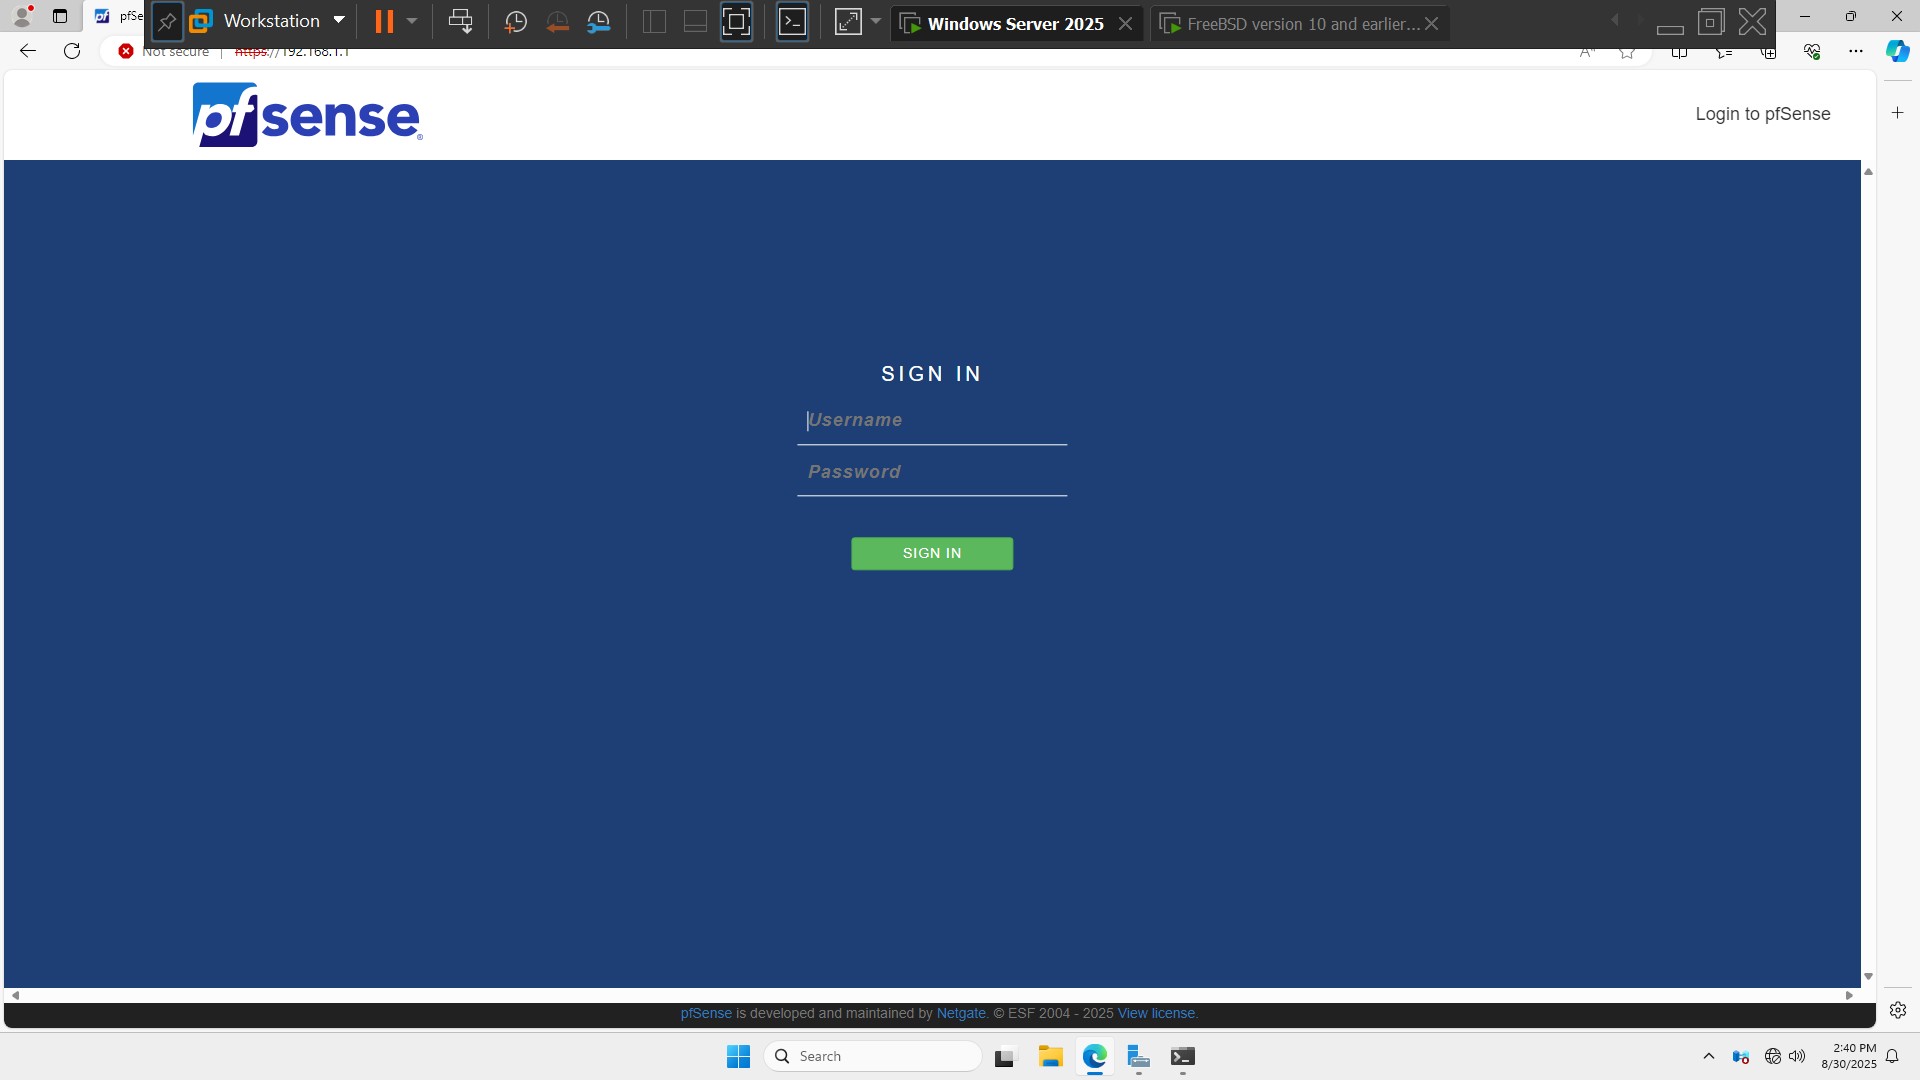 pfSe
Workstation
Windows Server 2025
FreeBSD version 10 and earlier...
Not secure
https://192.168.1.1
pfsense
Login to pfSense
SIGN IN
Username
Password
SIGN IN
pfSense is developed and maintained by Netgate. © ESF 2004 - 2025 View license.
Search
2:40 PM
8/30/2025